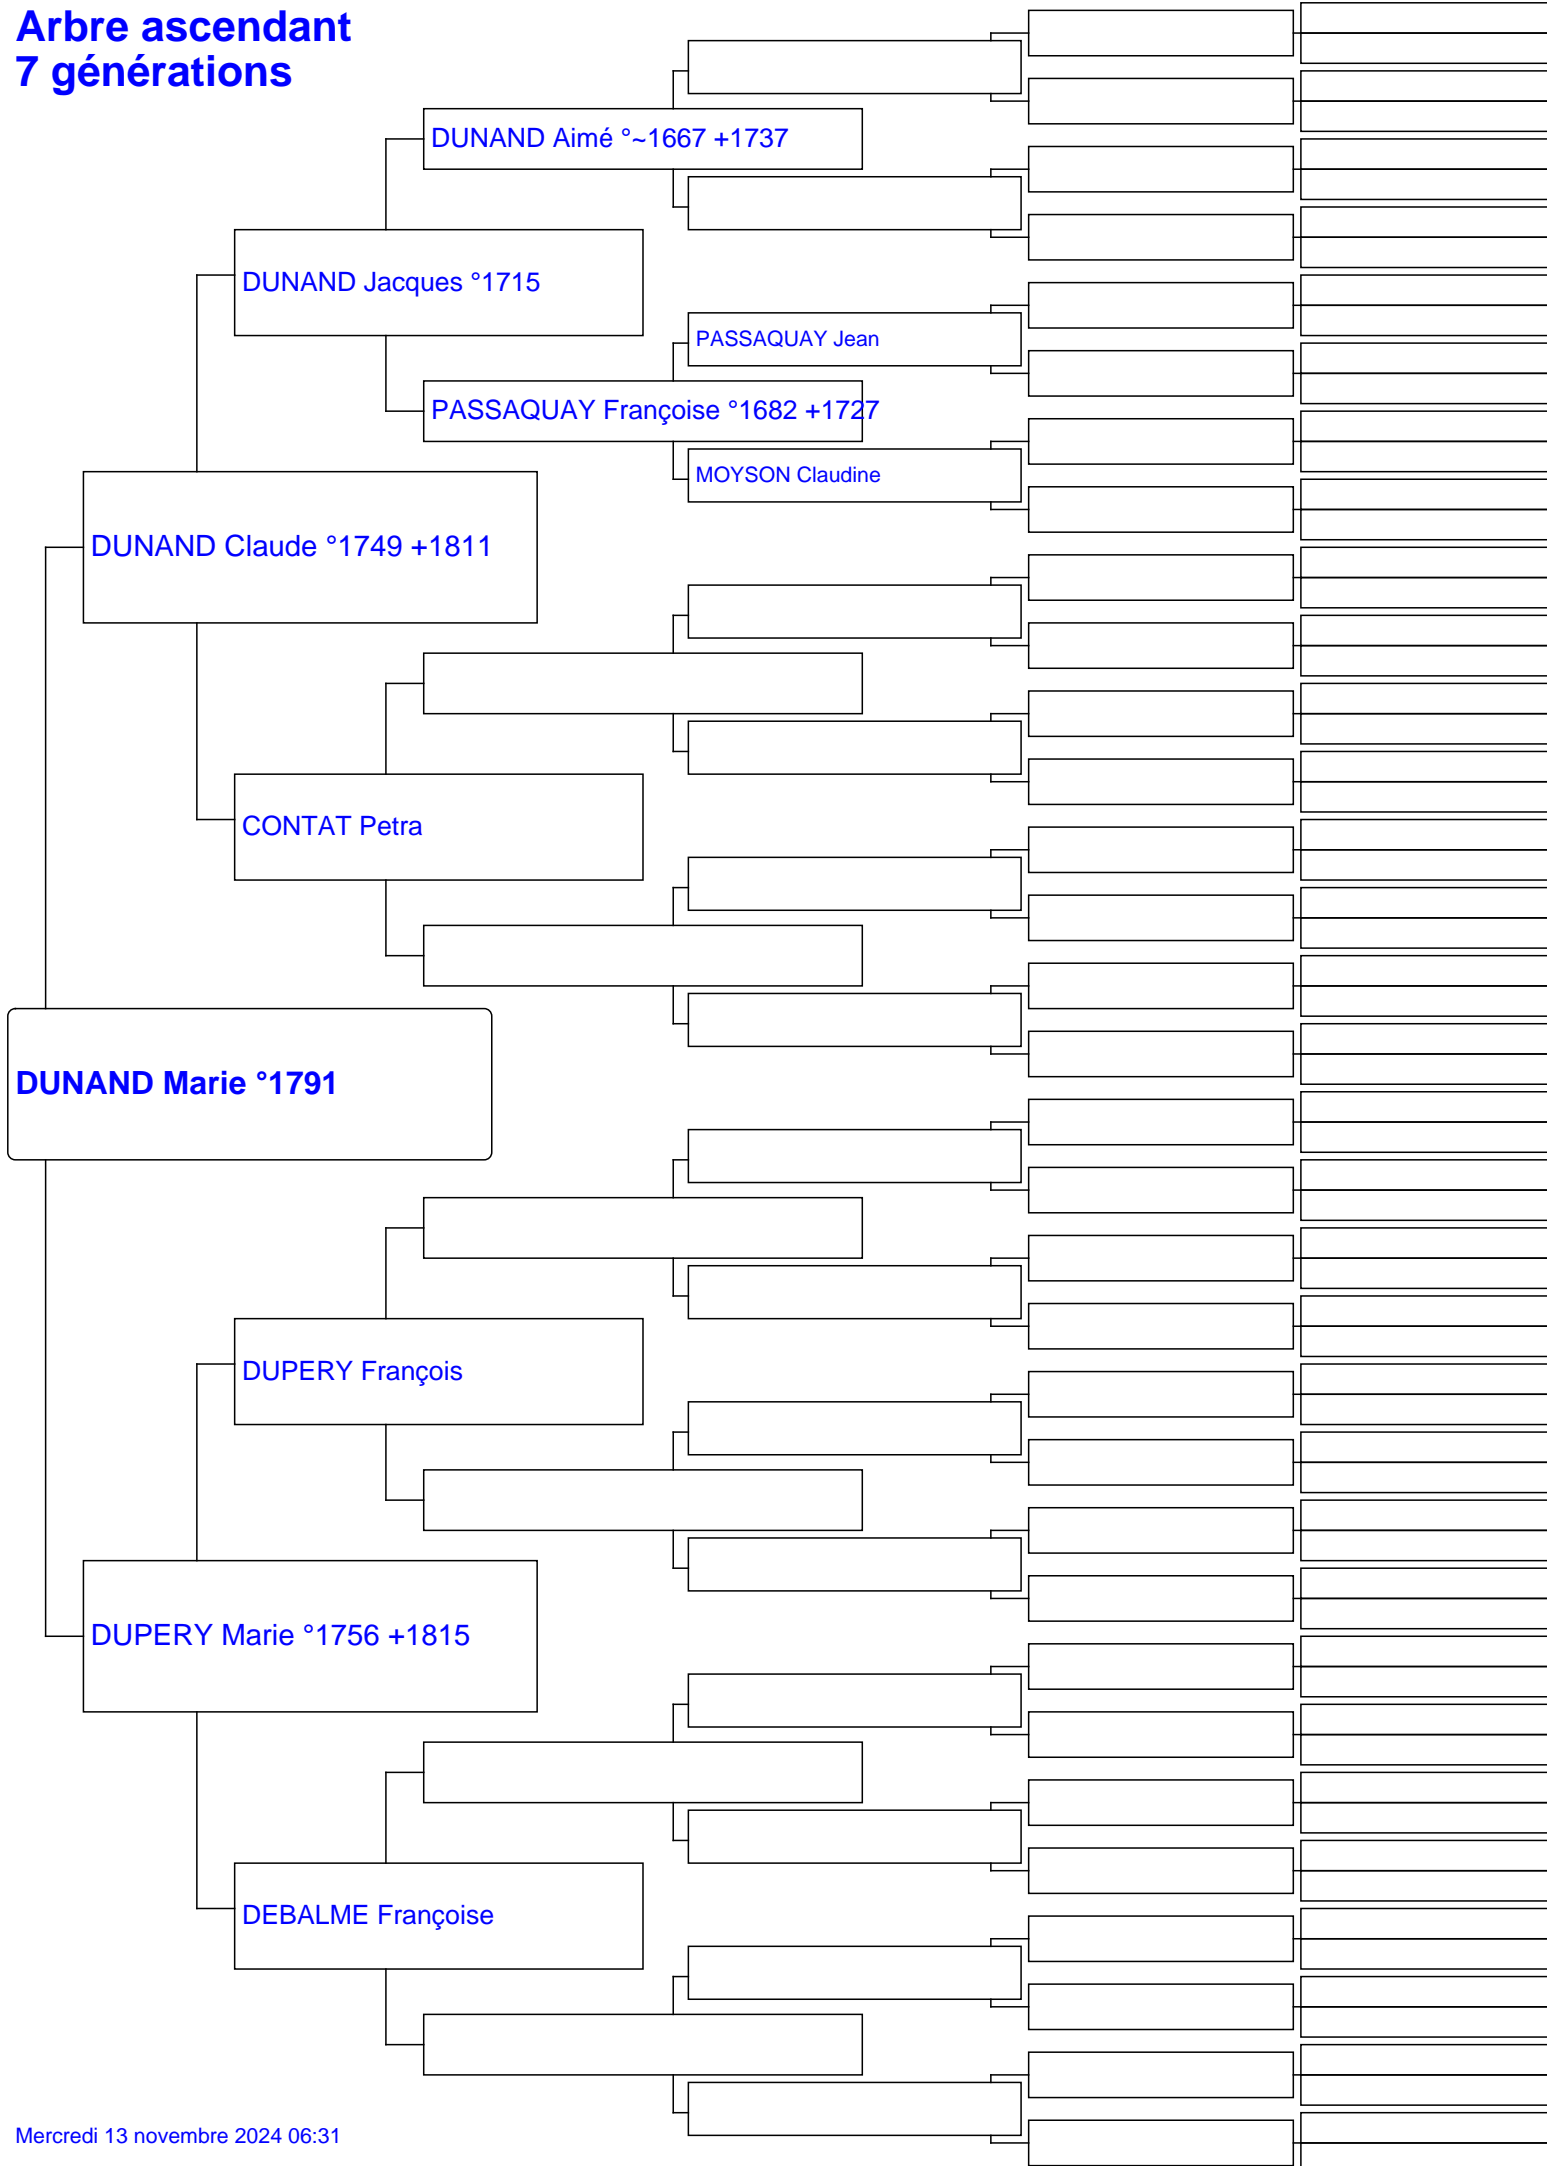 Arbre ascendant
7 générations
DUNAND Aimé °~1667 +1737
DUNAND Jacques °1715
PASSAQUAY Jean
PASSAQUAY Françoise °1682 +1727
MOYSON Claudine
DUNAND Claude °1749 +1811
CONTAT Petra
DUNAND Marie °1791
DUPERY François
DUPERY Marie °1756 +1815
DEBALME Françoise
Mercredi 13 novembre 2024 06:31